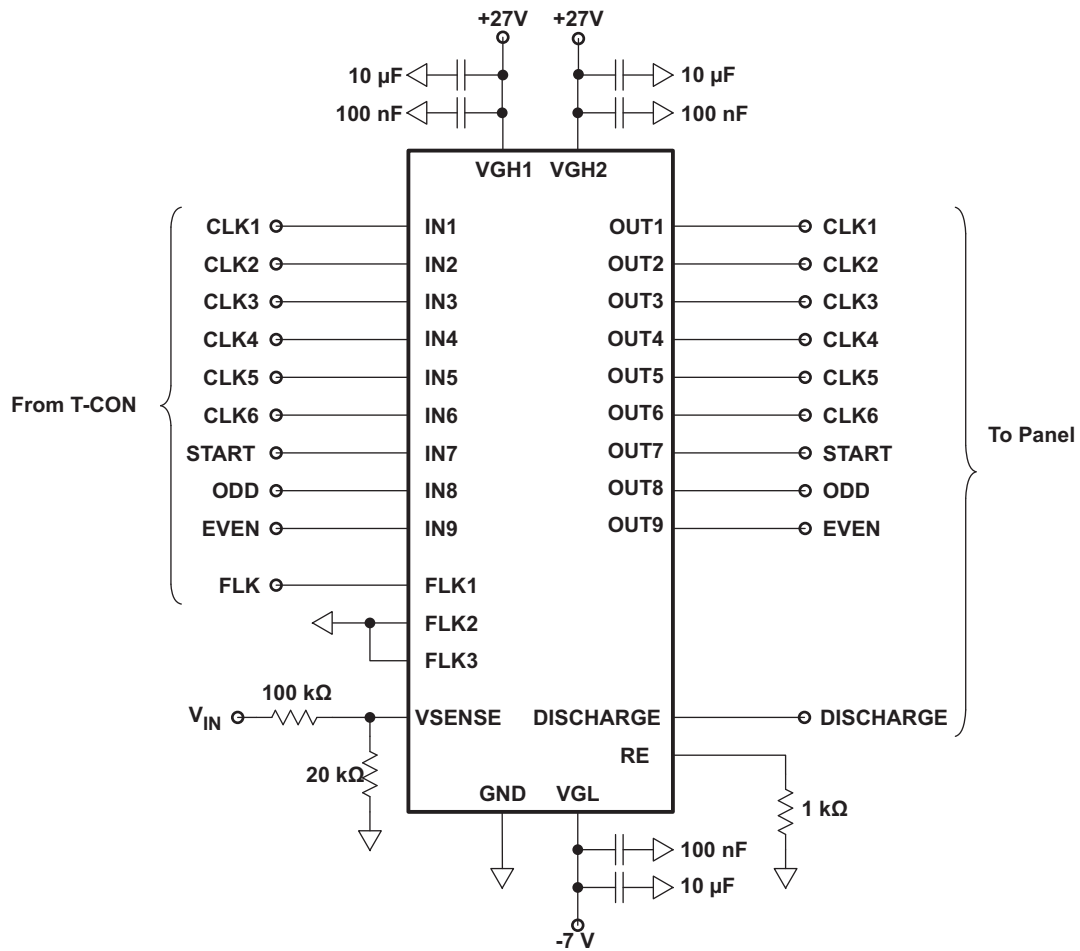 +27V +27V
10 µF 10 µF
100 nF 100 nF
VGH1 VGH2
CLK1 IN1 OUT1 CLK1
CLK2 IN2 OUT2 CLK2
CLK3 IN3 OUT3 CLK3
CLK4 IN4 OUT4 CLK4
CLK5 IN5 OUT5 CLK5
From T-CON
CLK6 IN6 OUT6 CLK6
To Panel
START IN7 OUT7 START
ODD IN8 OUT8 ODD
EVEN IN9 OUT9 EVEN
FLK FLK1
FLK2
FLK3
100 kΩ
VIN VSENSE DISCHARGE DISCHARGE
RE
20 kΩ
GND VGL
1 kΩ
100 nF
10 µF
-7 V